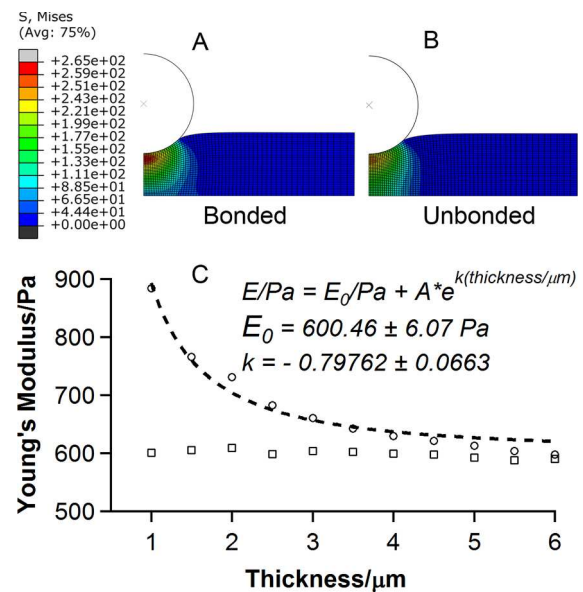 S, Mises
(Avg: 75%)
+2.65e+02
+2.59e+02
+2.51e+02
+2.43e+02
+2.21e+02
+1.99e+02
+1.77e+02
+1.55e+02
+1.33e+02
+1.11e+02
+8.85e+01
+6.65e+01
+4.44e+01
+0.00e+00
A
B
Bonded
Unbonded
C
E/Pa = E0/Pa + A*e^k(thickness/μm)
E0 = 600.46 ± 6.07 Pa
k = - 0.79762 ± 0.0663
Young's Modulus/Pa
900
800
700
600
500
1 2 3 4 5 6
Thickness/μm